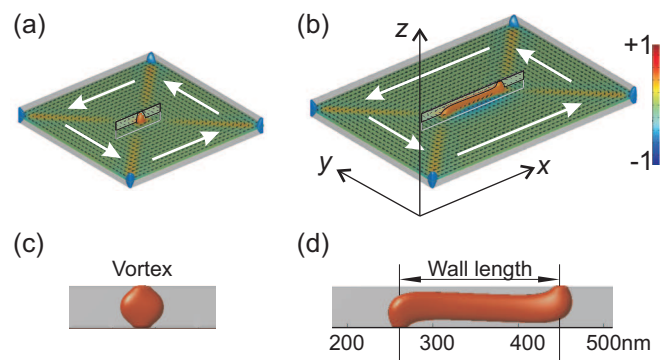 (a)
(b)
z
y
x
+1
-1
(c)
Vortex
(d)
Wall length
200
300
400
500nm